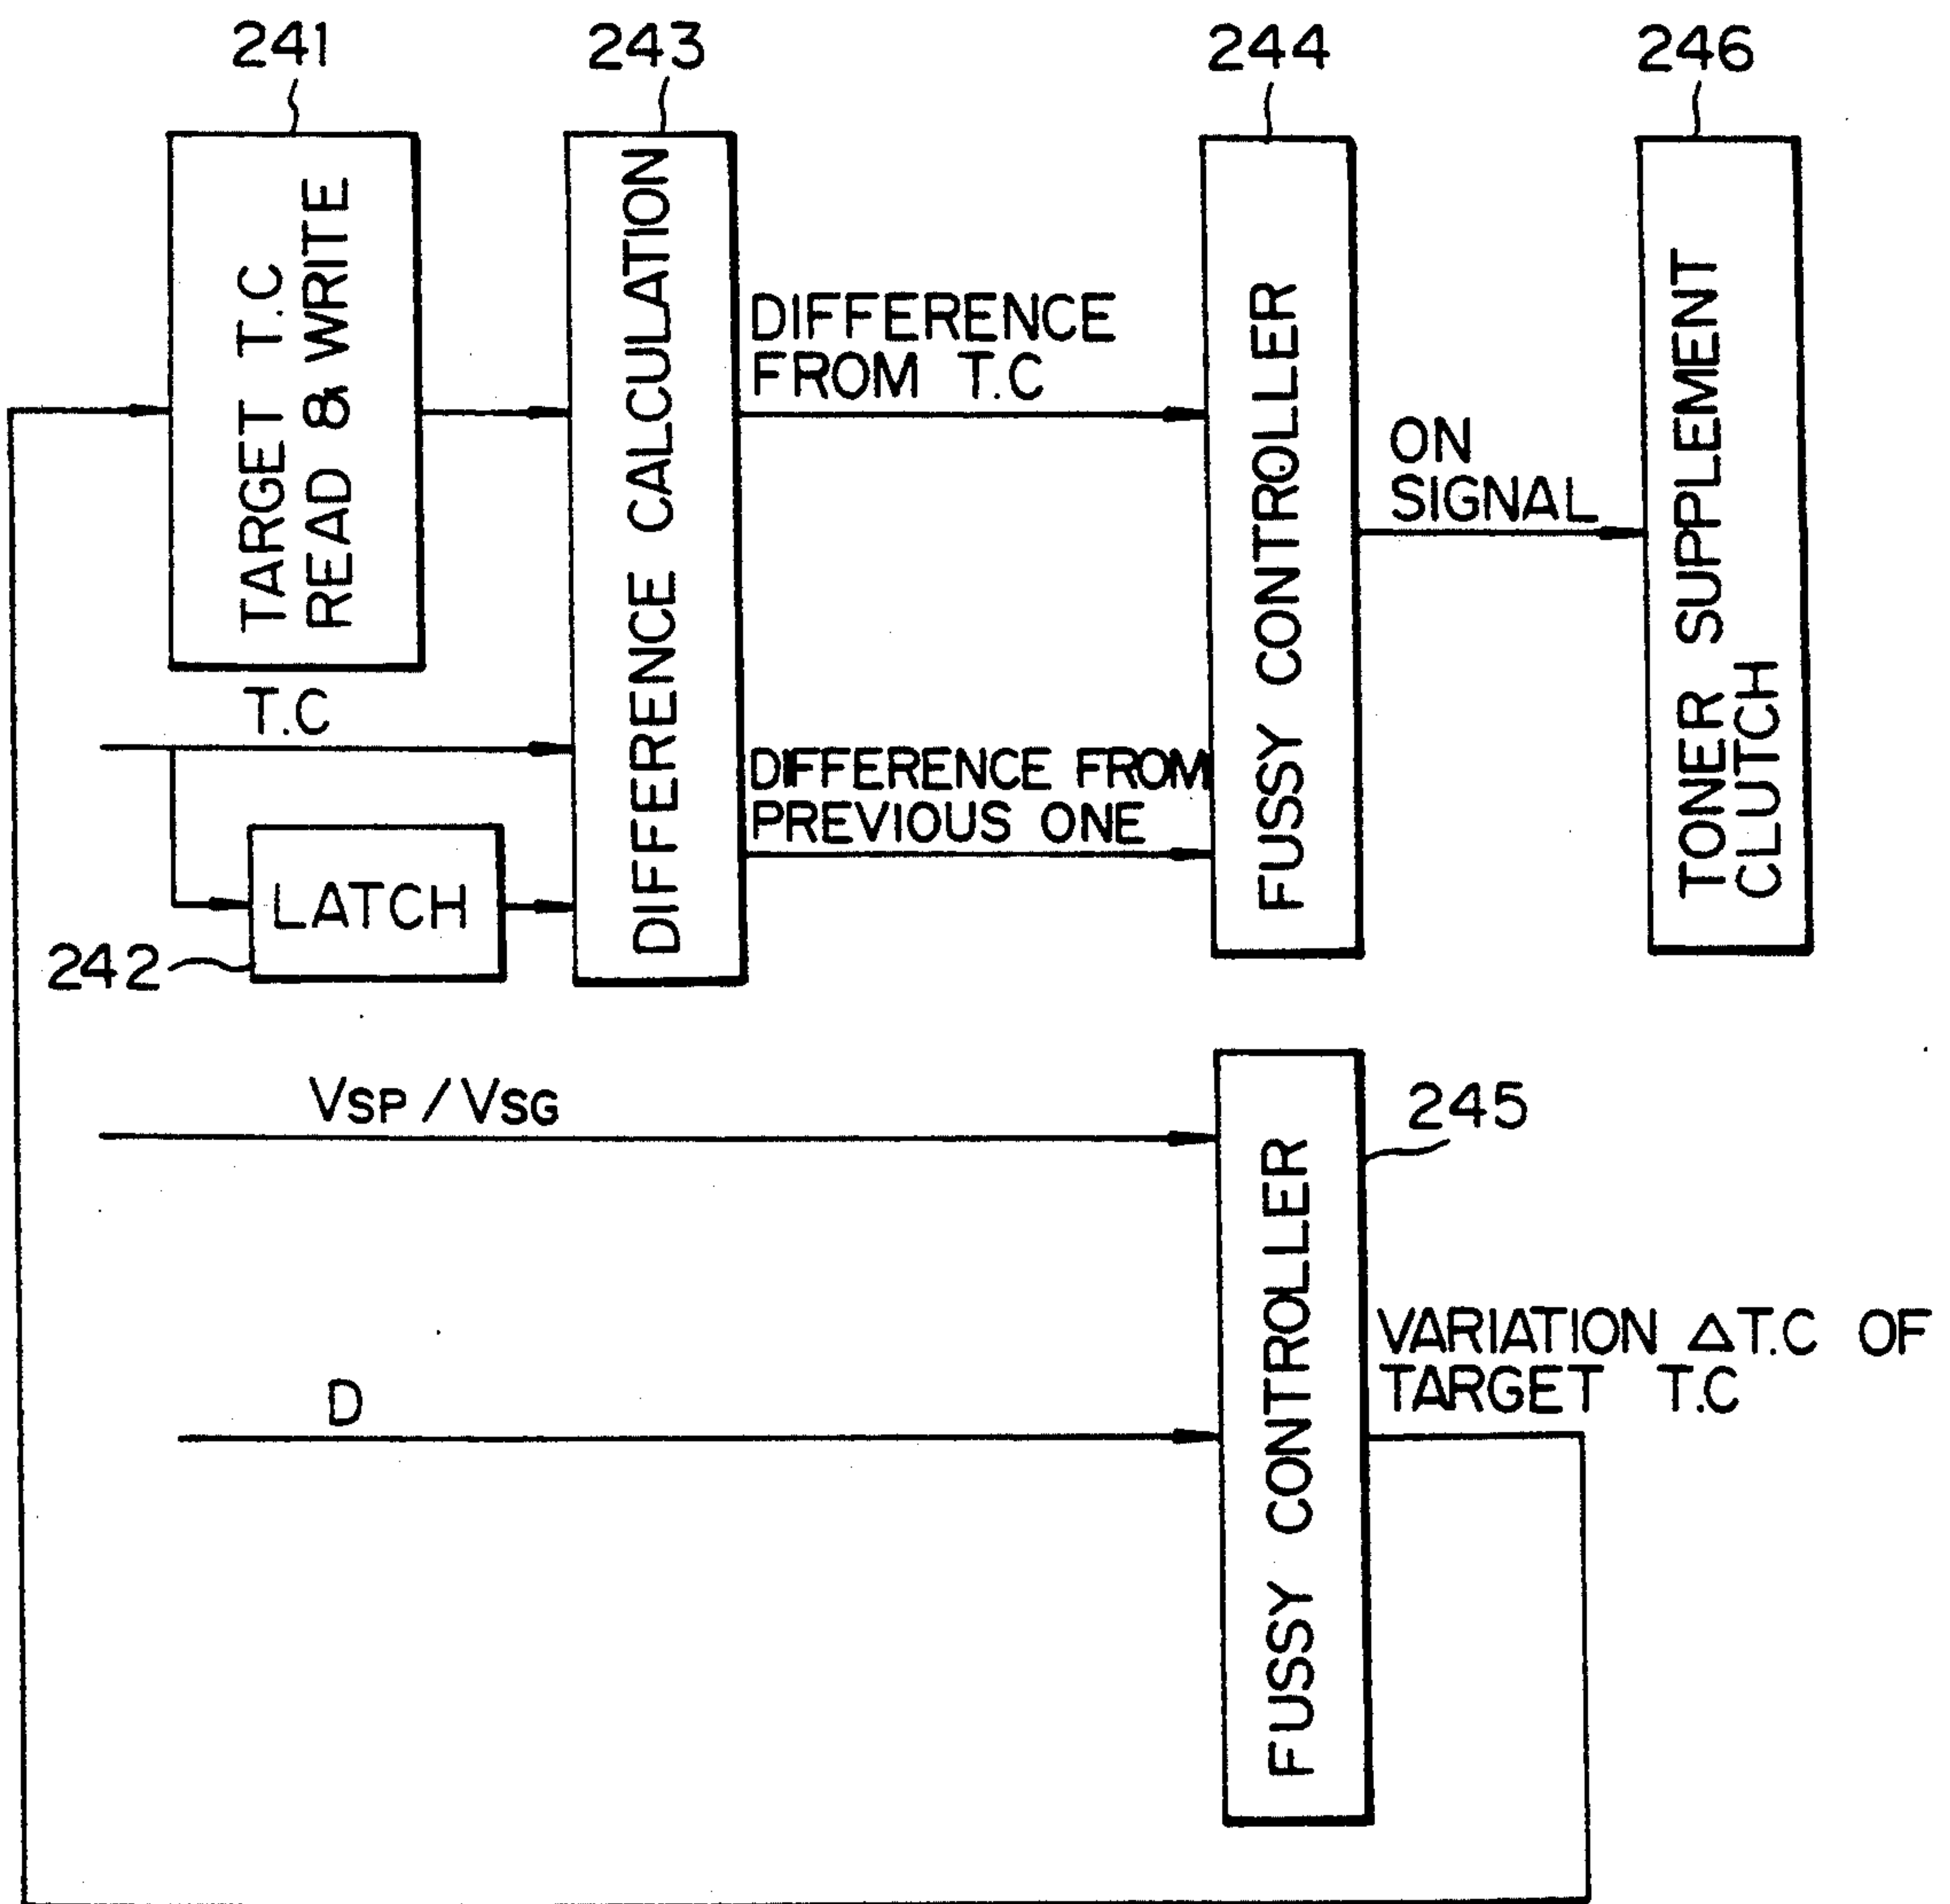 241
243
244
246
TARGET T.C
READ & WRITE
DIFFERENCE CALCULATION
DIFFERENCE
FROM T.C
FUSSY CONTROLLER
ON
SIGNAL
TONER SUPPLEMENT
CLUTCH
T.C
DIFFERENCE FROM
PREVIOUS ONE
LATCH
242
VSP / VSG
245
FUSSY CONTROLLER
D
VARIATION ΔT.C OF
TARGET T.C